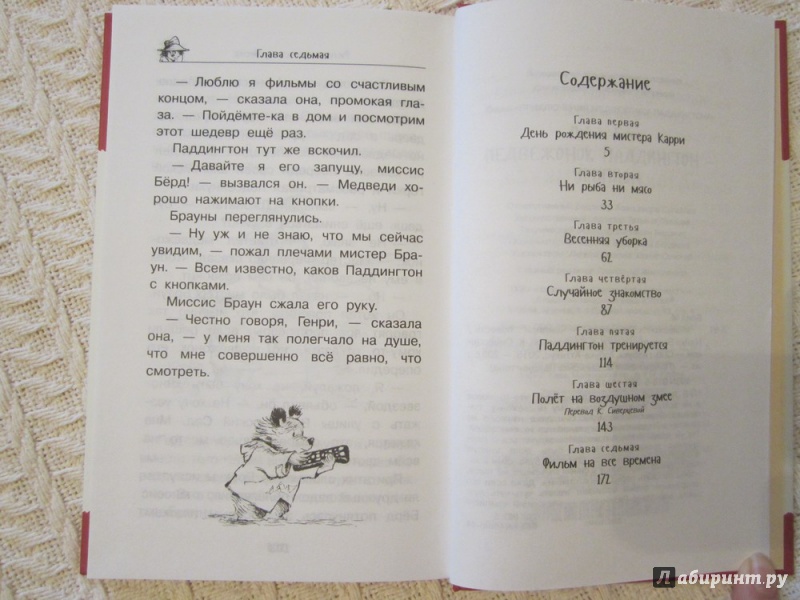 Глава седьмая
— Люблю я фильмы со счастливым
концом, — сказала она, промокая гла-
за. — Пойдёмте-ка в дом и посмотрим
этот шедевр ещё раз.
Паддингтон тут же вскочил.
— Давайте я его запущу, миссис
Бёрд! — вызвался он. — Медведи хо-
рошо нажимают на кнопки.
Брауны переглянулись.
— Ну уж и не знаю, что мы сейчас
увидим, — пожал плечами мистер Бра-
ун. — Всем известно, каков Паддингтон
с кнопками.
Миссис Браун сжала его руку.
— Честно говоря, Генри, — сказала
она, — у меня так полегчало на душе,
что мне совершенно всё равно, что
смотреть.
Содержание
Глава первая
День рождения мистера Карри
5
Глава вторая
Ни рыба ни мясо
33
Глава третья
Весенняя уборка
62
Глава четвёртая
Случайное знакомство
87
Глава пятая
Паддингтон тренируется
114
Глава шестая
Полёт на воздушном змее
Перевод К. Сиверцевой
143
Глава седьмая
Фильм на все времена
172
Лабиринт.ру